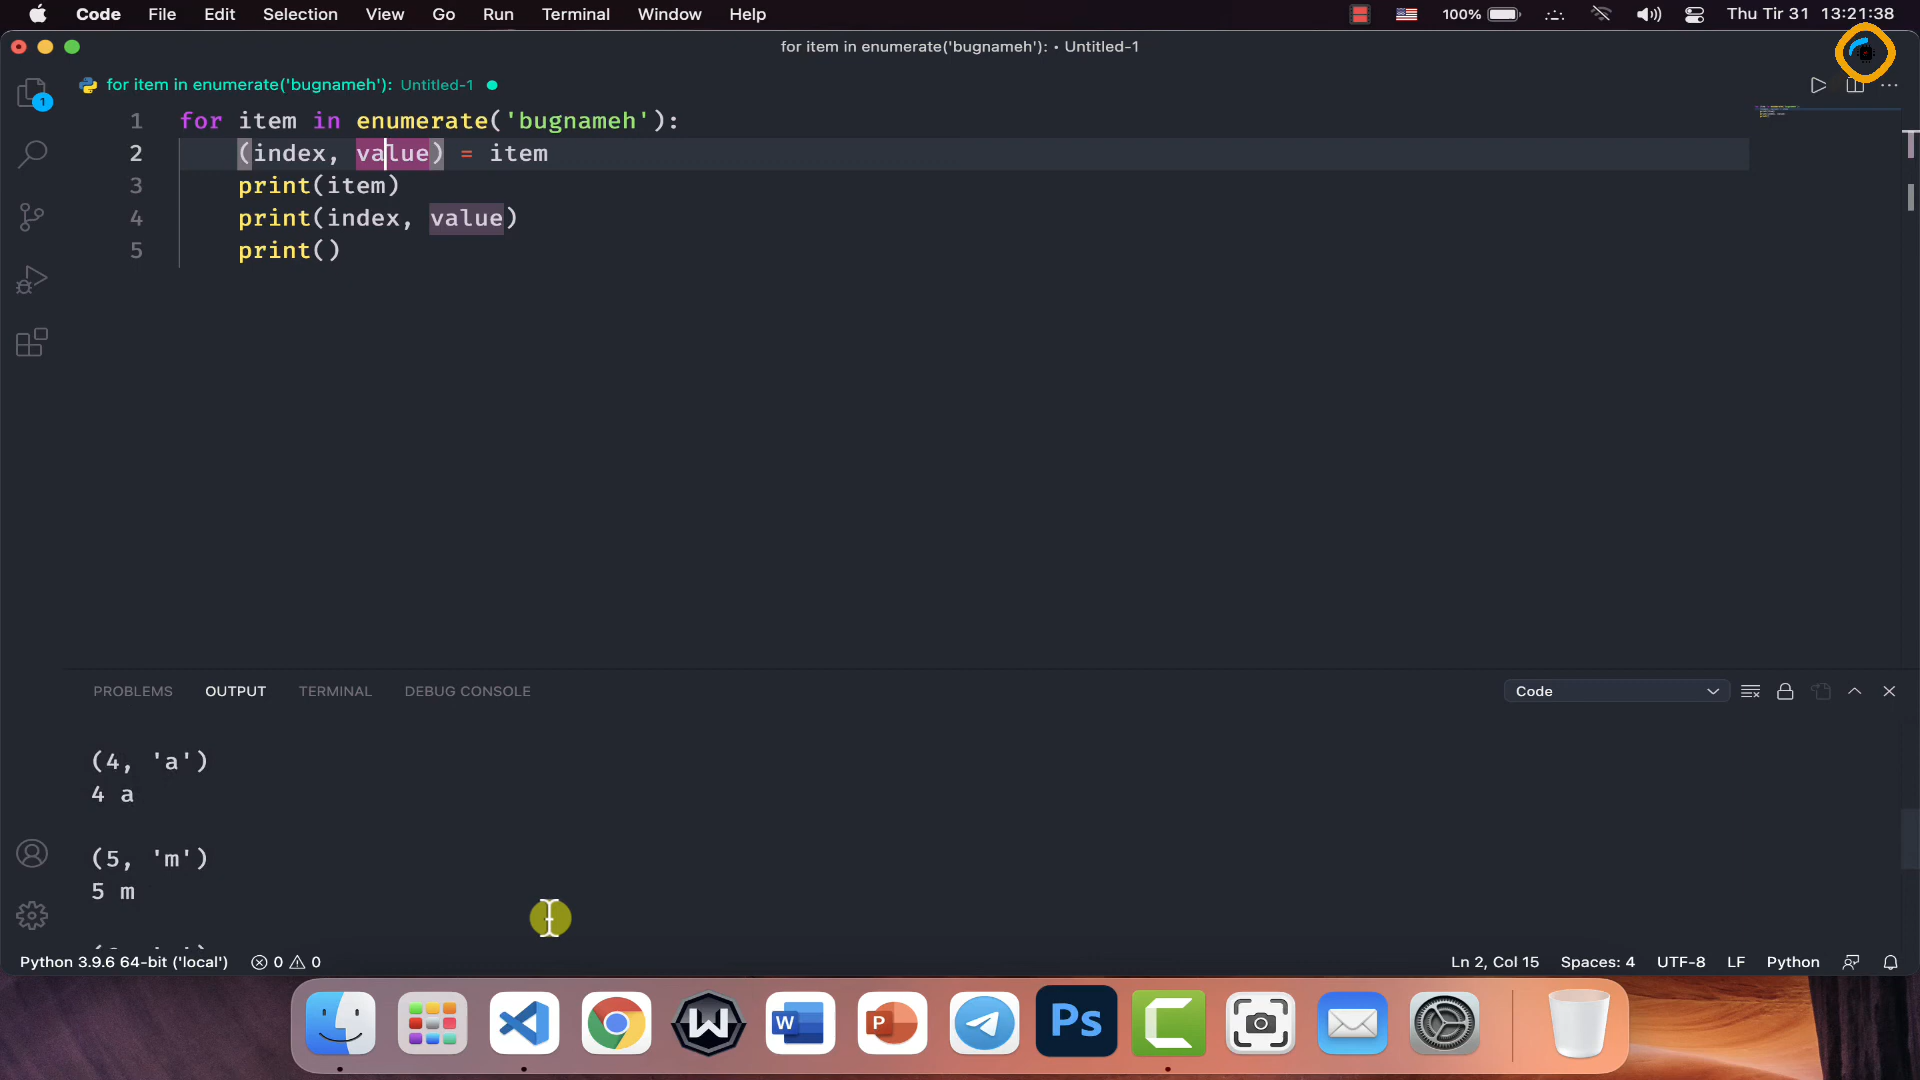 Code File Edit Selection View Go Run Terminal Window Help 100% Thu Tir 31 13:21:38
for item in enumerate('bugnameh'): • Untitled-1
for item in enumerate('bugnameh'): Untitled-1
1 for item in enumerate('bugnameh'):
2 (index, value) = item
3 print(item)
4 print(index, value)
5 print()
1
PROBLEMS OUTPUT TERMINAL DEBUG CONSOLE Code
(4, 'a')
4 a
(5, 'm')
5 m
Python 3.9.6 64-bit ('local') 0 0 Ln 2, Col 15 Spaces: 4 UTF-8 LF Python
W W P Ps C